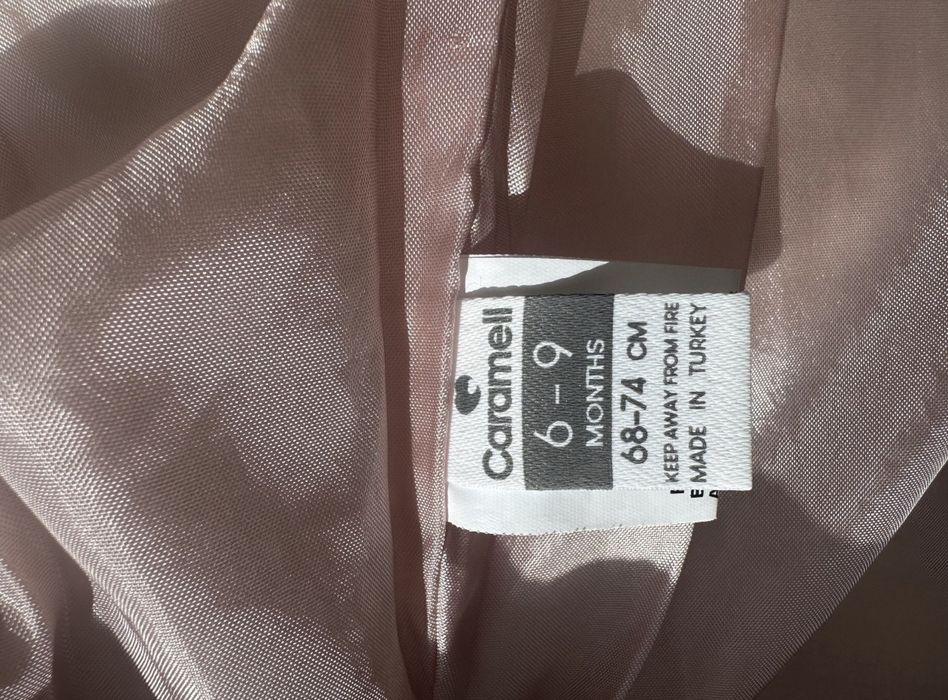 Caramell
6-9
MONTHS
68-74 CM
KEEP AWAY FROM FIRE
MADE IN TURKEY